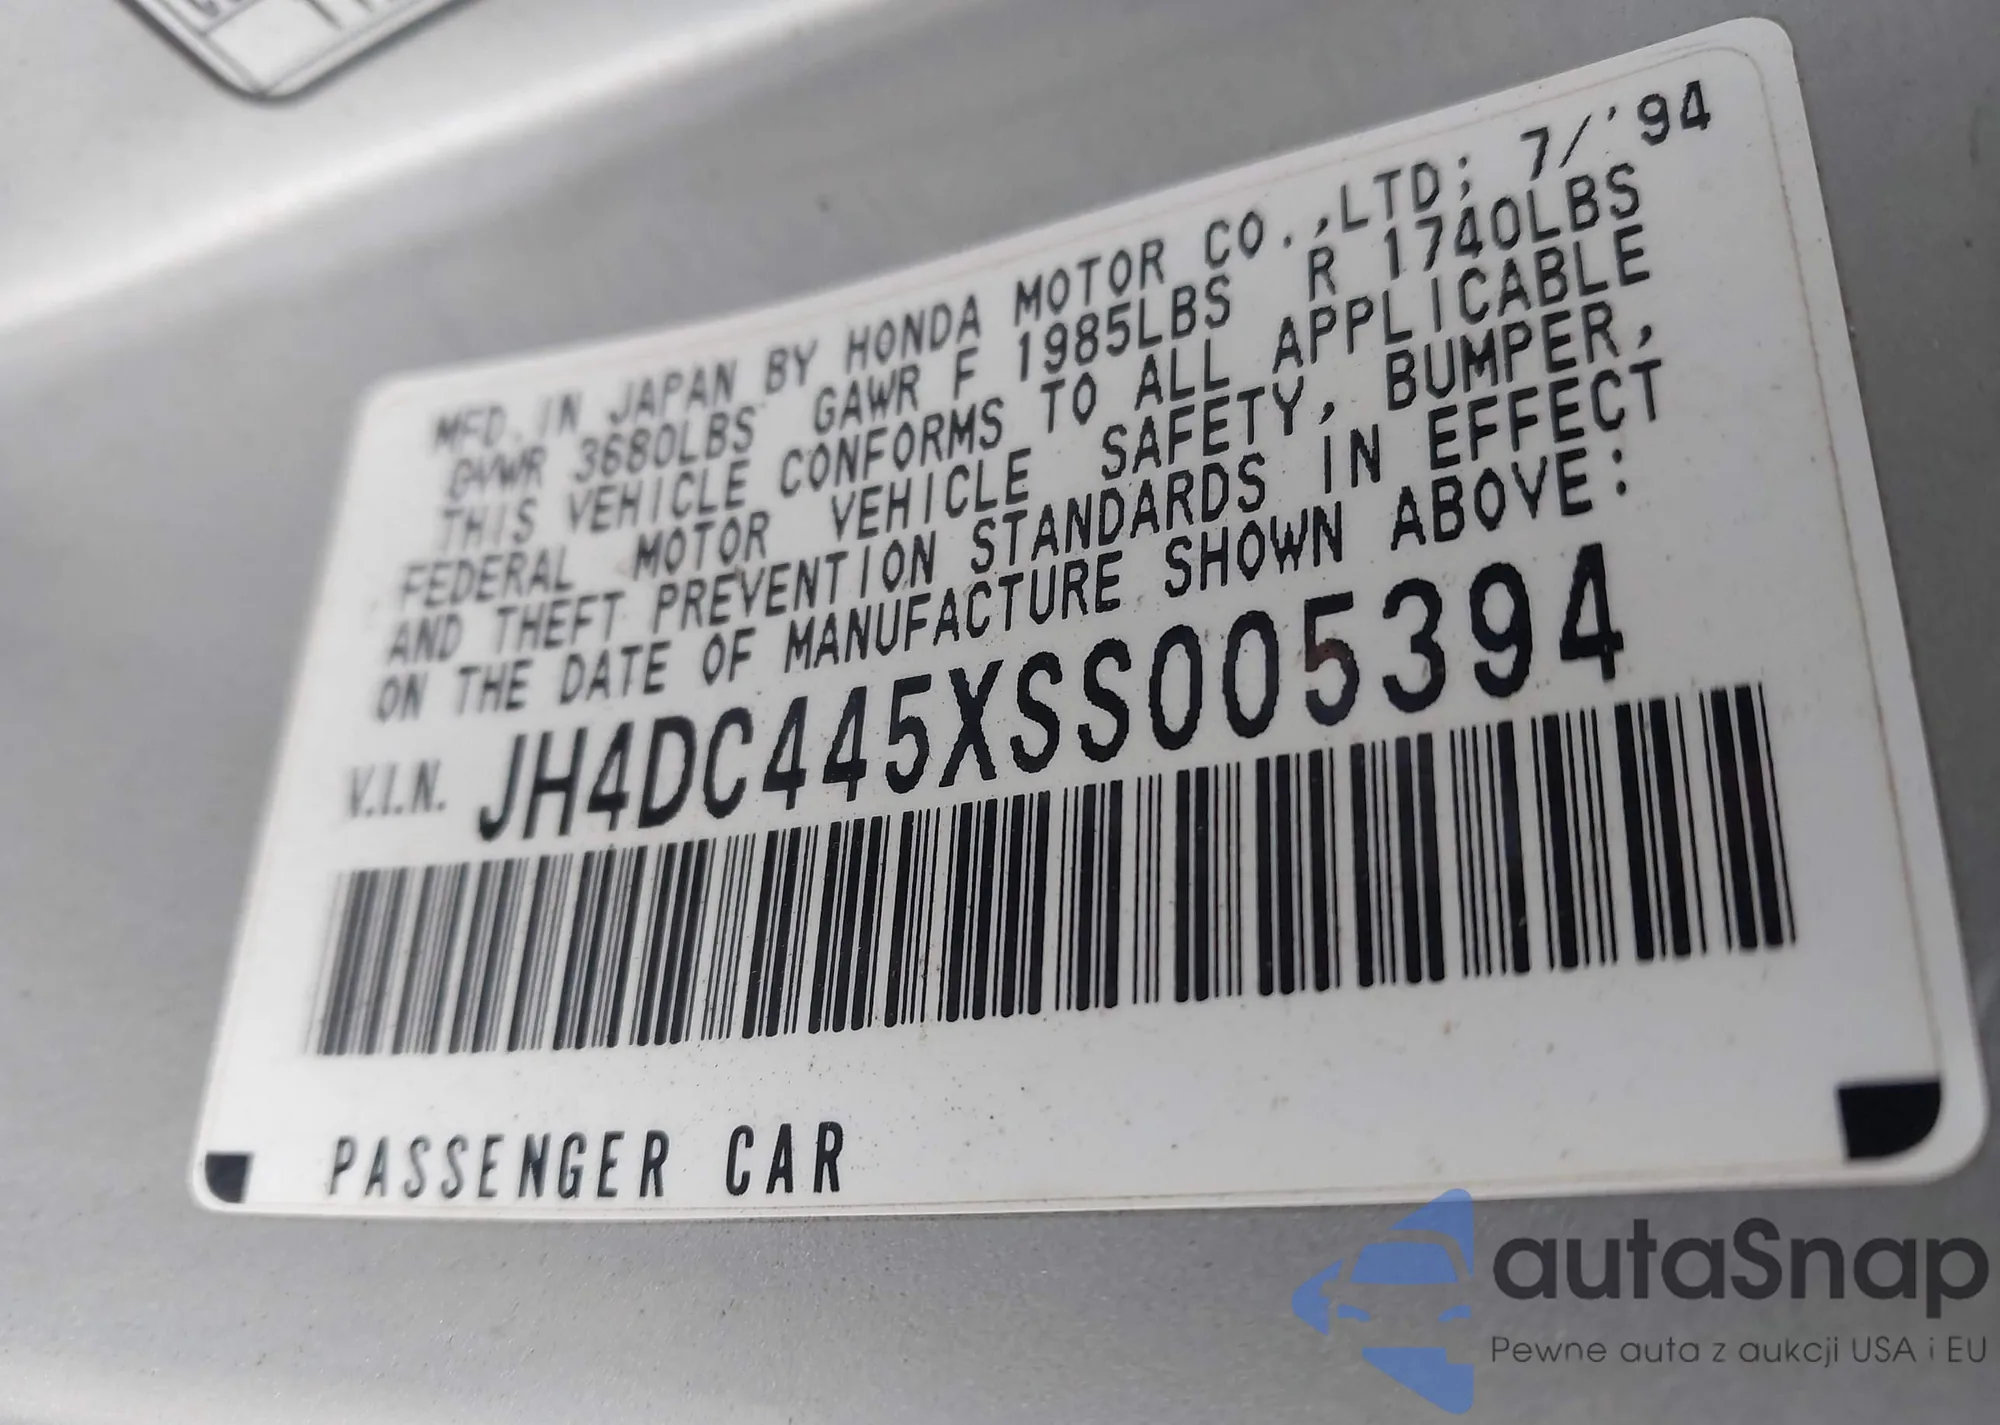 MFD. IN JAPAN BY HONDA MOTOR CO.,LTD; 7/'94
GVWR 3680LBS GAWR F 1985LBS R 1740LBS
THIS VEHICLE CONFORMS TO ALL APPLICABLE
FEDERAL MOTOR VEHICLE SAFETY, BUMPER,
AND THEFT PREVENTION STANDARDS IN EFFECT
ON THE DATE OF MANUFACTURE SHOWN ABOVE:
V.I.N. JH4DC445XSS005394
PASSENGER CAR
autaSnap
Pewne auta z aukcji USA i EU